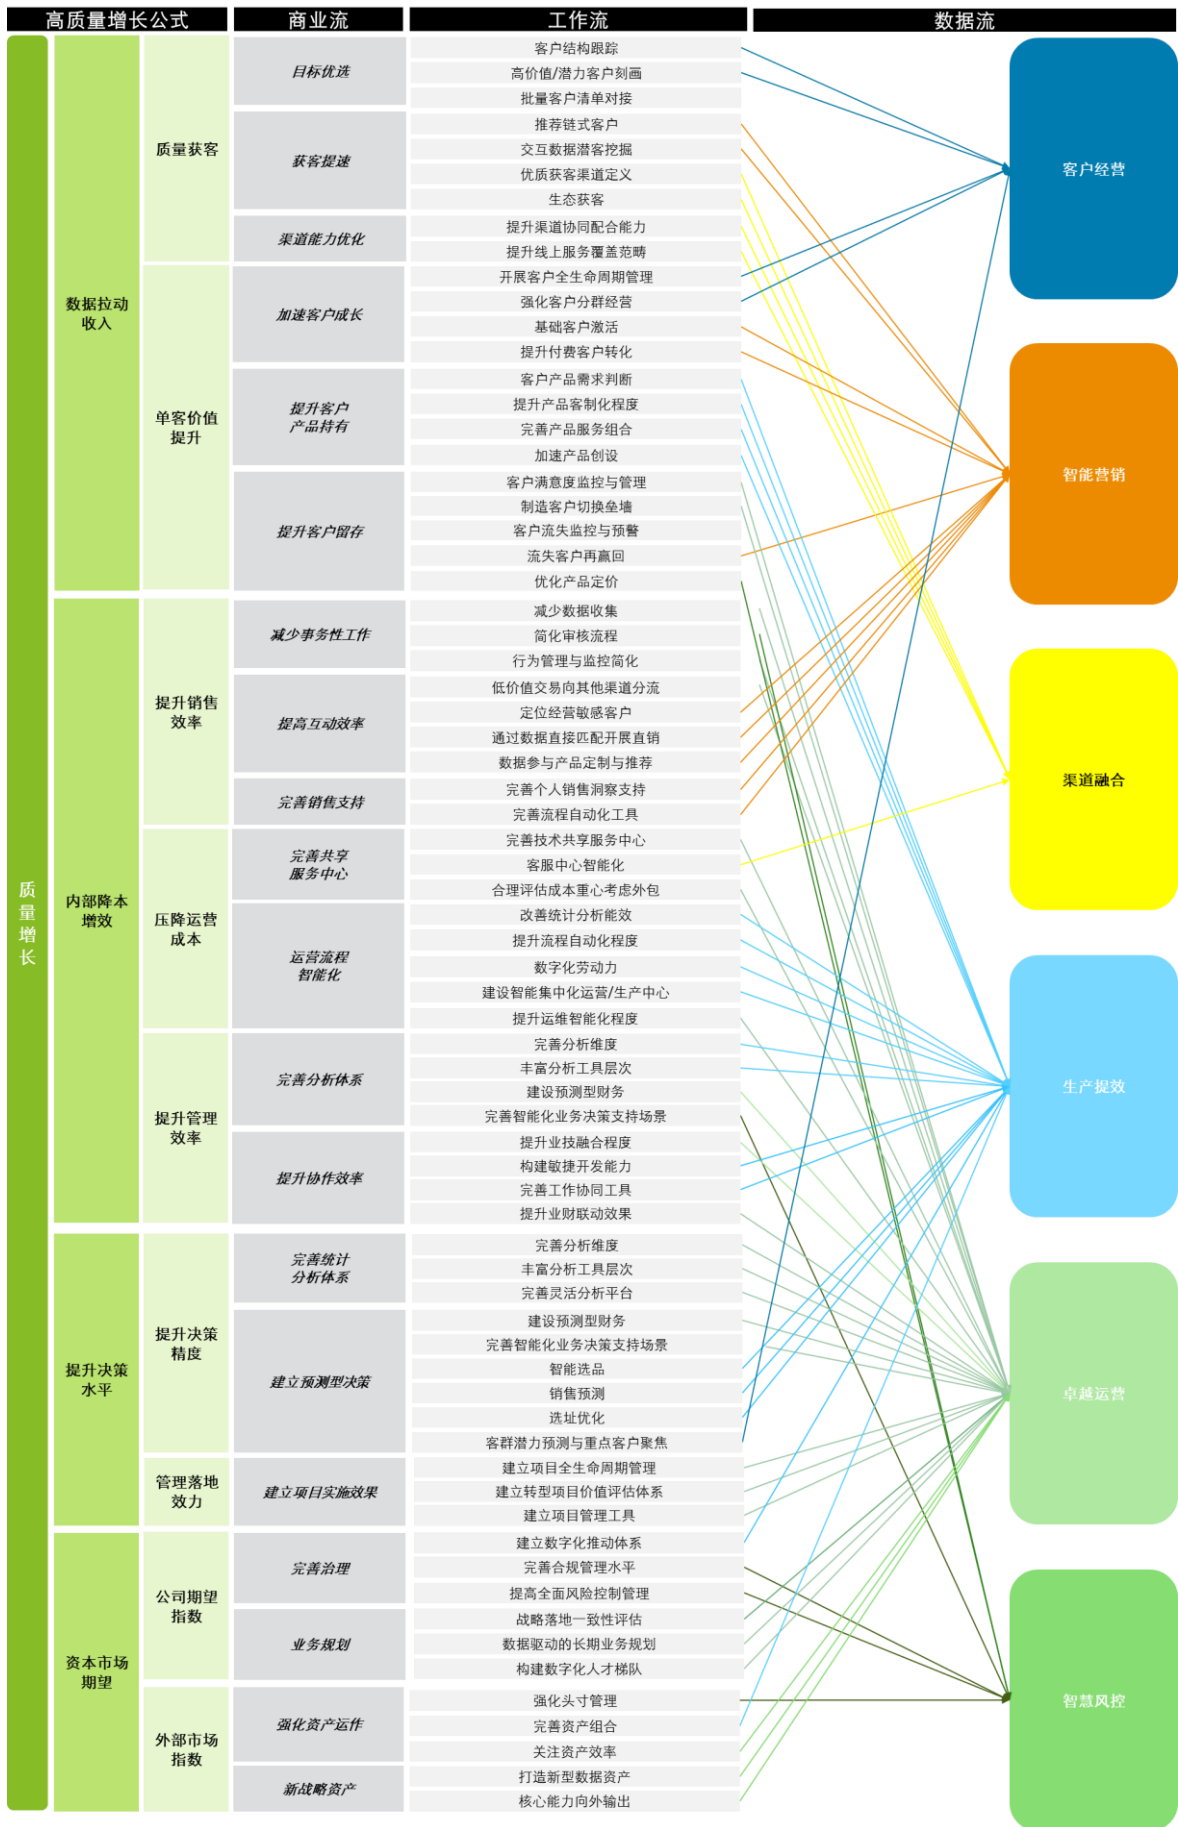 高质量增长公式
商业流
工作流
数据流
质量增长
数据拉动
收入
质量获客
目标优选
客户结构跟踪
高价值/潜力客户刻画
批量客户清单对接
获客提速
推荐链式客户
交互数据潜客挖掘
优质获客渠道定义
生态获客
渠道能力优化
提升渠道协同配合能力
提升线上服务覆盖范畴
单客价值
提升
加速客户成长
开展客户全生命周期管理
强化客户分群经营
基础客户激活
提升付费客户转化
提升客户
产品持有
客户产品需求判断
提升产品客制化程度
完善产品服务组合
加速产品创设
提升客户留存
客户满意度监控与管理
制造客户切换垒墙
客户流失监控与预警
流失客户再赢回
优化产品定价
内部降本
增效
提升销售
效率
减少事务性工作
减少数据收集
简化审核流程
行为管理与监控简化
提高互动效率
低价值交易向其他渠道分流
定位经营敏感客户
通过数据直接匹配开展直销
数据参与产品定制与推荐
完善销售支持
完善个人销售洞察支持
完善流程自动化工具
压降运营
成本
完善共享
服务中心
完善技术共享服务中心
客服中心智能化
合理评估成本重心考虑外包
运营流程
智能化
改善统计分析能效
提升流程自动化程度
数字化劳动力
建设智能集中化运营/生产中心
提升运维智能化程度
提升管理
效率
完善分析体系
完善分析维度
丰富分析工具层次
建设预测型财务
完善智能化业务决策支持场景
提升协作效率
提升业技融合程度
构建敏捷开发能力
完善工作协同工具
提升业财联动效果
提升决策
水平
提升决策
精度
完善统计
分析体系
完善分析维度
丰富分析工具层次
完善灵活分析平台
建立预测型决策
建设预测型财务
完善智能化业务决策支持场景
智能选品
销售预测
选址优化
客群潜力预测与重点客户聚焦
管理落地
效力
建立项目实施效果
建立项目全生命周期管理
建立转型项目价值评估体系
建立项目管理工具
资本市场
期望
公司期望
指数
完善治理
建立数字化推动体系
完善合规管理水平
提高全面风险控制管理
业务规划
战略落地一致性评估
数据驱动的长期业务规划
构建数字化人才梯队
外部市场
指数
强化资产运作
强化头寸管理
完善资产组合
关注资产效率
新战略资产
打造新型数据资产
核心能力向外输出
客户经营
智能营销
渠道融合
生产提效
卓越运营
智慧风控